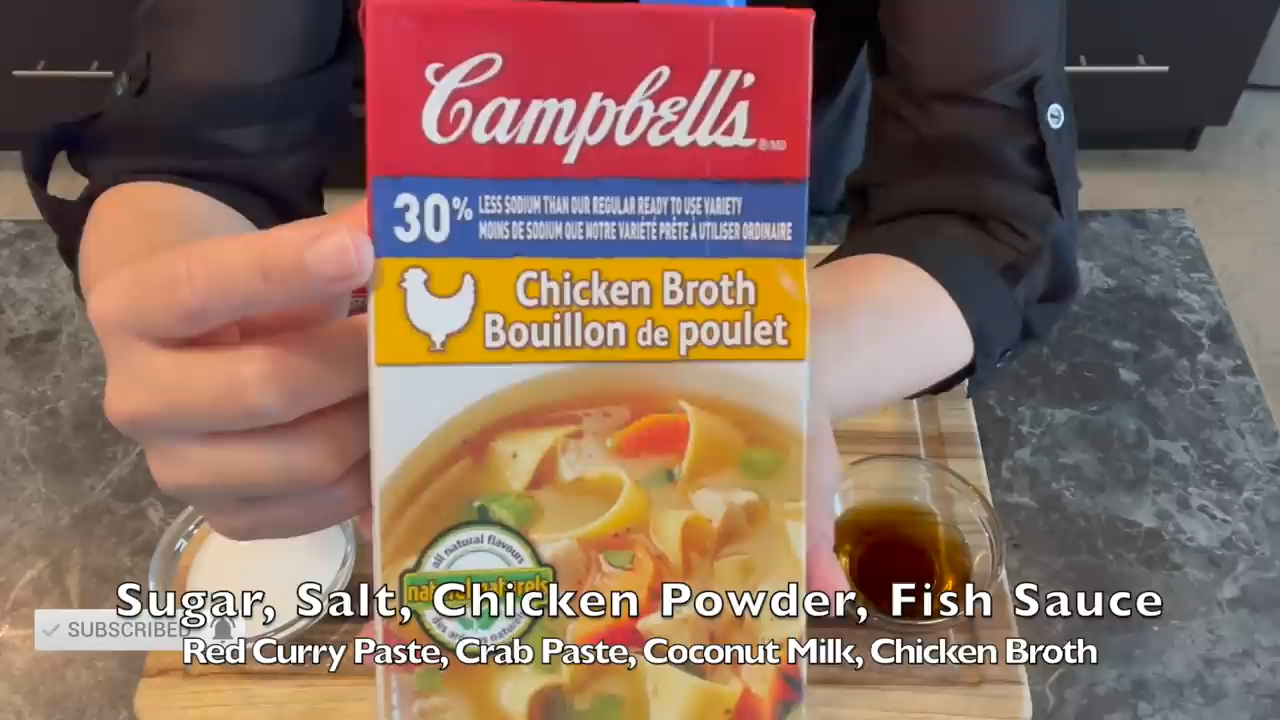 Campbell's
30% LESS SODIUM THAN OUR REGULAR READY TO USE VARIETY
MOINS DE SODIUM QUE NOTRE VARIÉTÉ PRÊTE À UTILISER ORDINAIRE
Chicken Broth
Bouillon de poulet
all natural flavours
Sugar, Salt, Chicken Powder, Fish Sauce
SUBSCRIBED
Red Curry Paste, Crab Paste, Coconut Milk, Chicken Broth